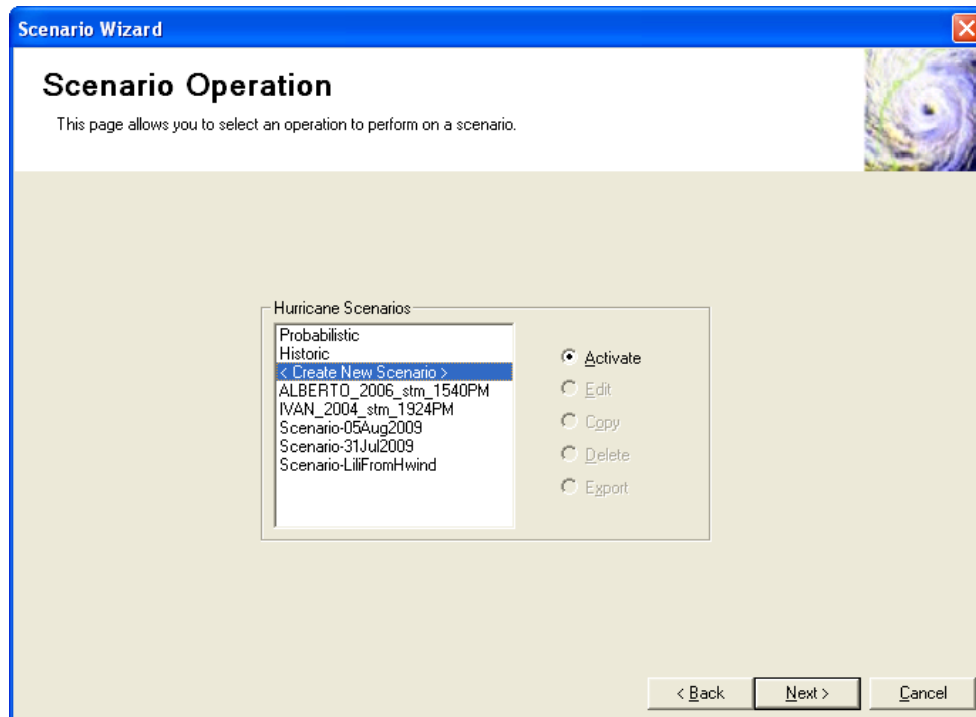 Scenario Wizard
Scenario Operation
This page allows you to select an operation to perform on a scenario.
Hurricane Scenarios
Probabilistic
Historic
< Create New Scenario >
ALBERTO_2006_stm_1540PM
IVAN_2004_stm_1924PM
Scenario-05Aug2009
Scenario-31Jul2009
Scenario-LiliFromHwind
Activate
Edit
Copy
Delete
Export
< Back
Next >
Cancel